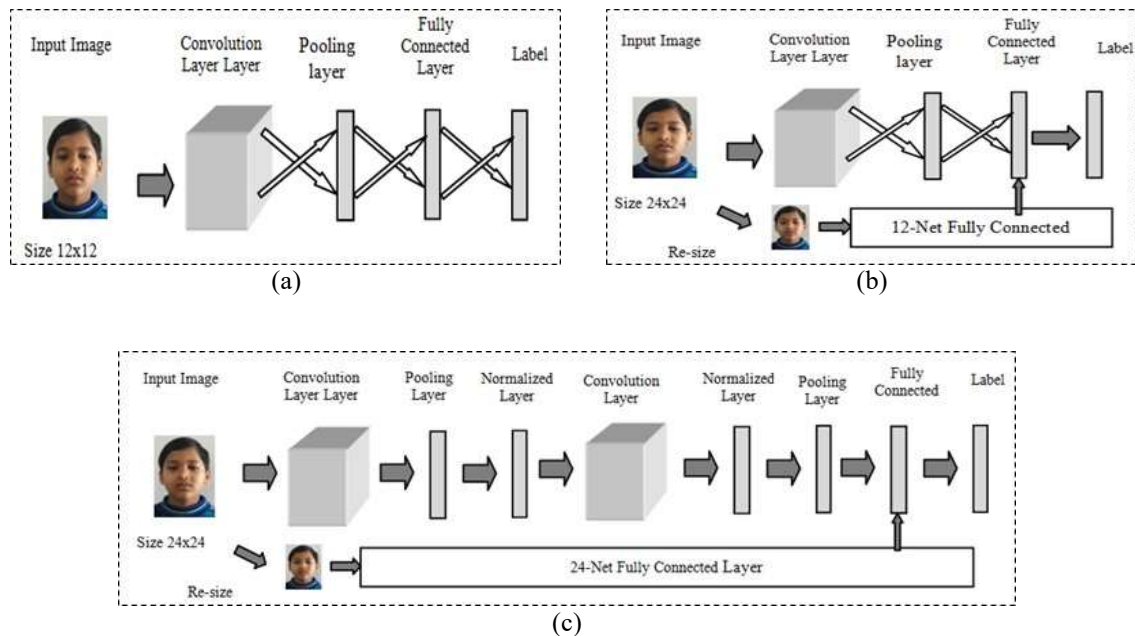 Input Image
Convolution
Layer Layer
Pooling
layer
Fully
Connected
Layer
Label
Size 12x12
(a)
Input Image
Convolution
Layer Layer
Pooling
layer
Fully
Connected
Layer
Label
Size 24x24
Re-size
12-Net Fully Connected
(b)
Input Image
Convolution
Layer Layer
Pooling
Layer
Normalized
Layer
Convolution
Layer
Normalized
Layer
Pooling
Layer
Fully
Connected
Label
Size 24x24
Re-size
24-Net Fully Connected Layer
(c)